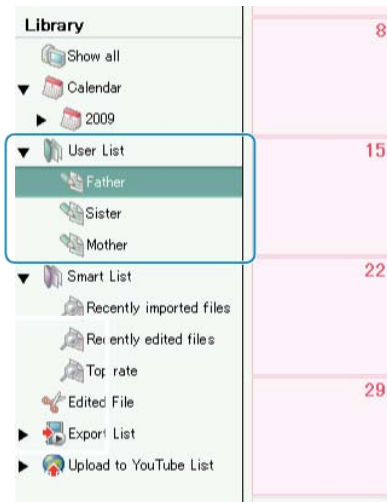 Library
Show all
Calendar
2009
User List
Father
Sister
Mother
Smart List
Recently imported files
Recently edited files
Top rate
Edited File
Export List
Upload to YouTube List
8
15
22
29